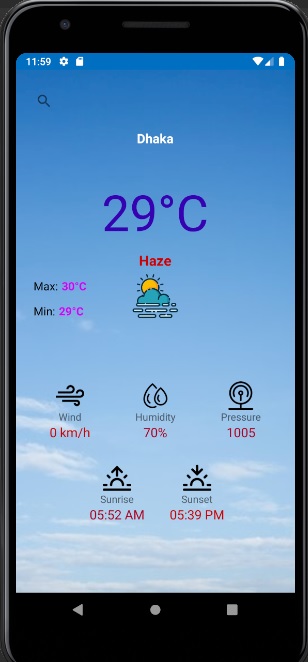 11:59
Dhaka
29°C
Haze
Max: 30°C
Min: 29°C
Wind Humidity Pressure
0 km/h 70% 1005
Sunrise Sunset
05:52 AM 05:39 PM